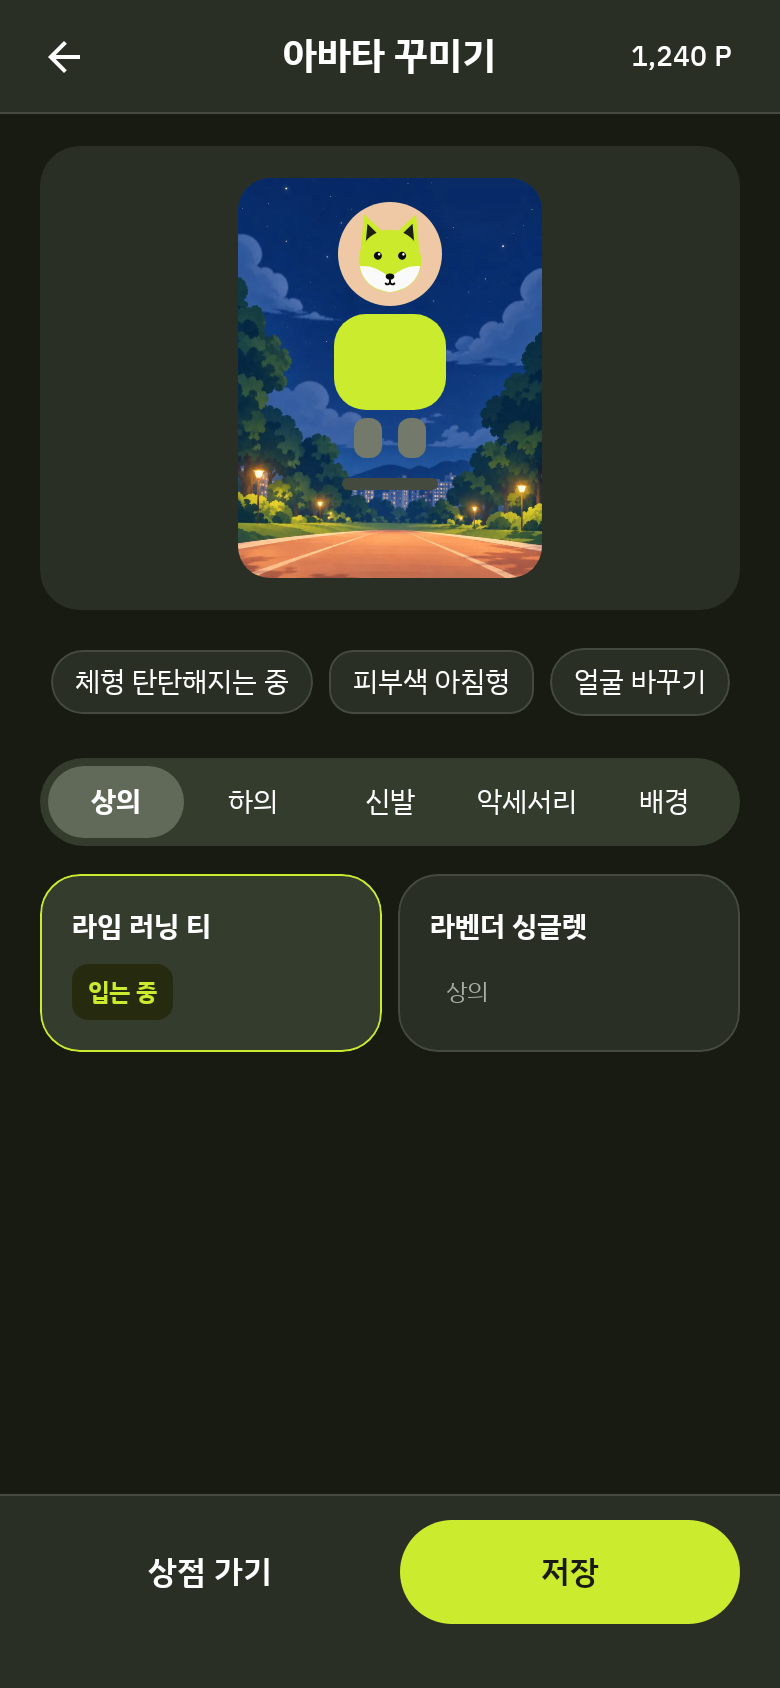 아바타 꾸미기
1,240 P
체형 탄탄해지는 중
피부색 아침형
얼굴 바꾸기
상의
하의
신발
악세서리
배경
라임 러닝 티
라벤더 싱글렛
입는 중
상의
상점 가기
저장